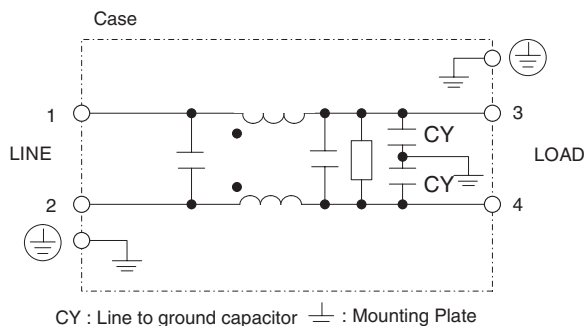 Case
1
3
LINE
CY
LOAD
CY
2
4
CY : Line to ground capacitor : Mounting Plate